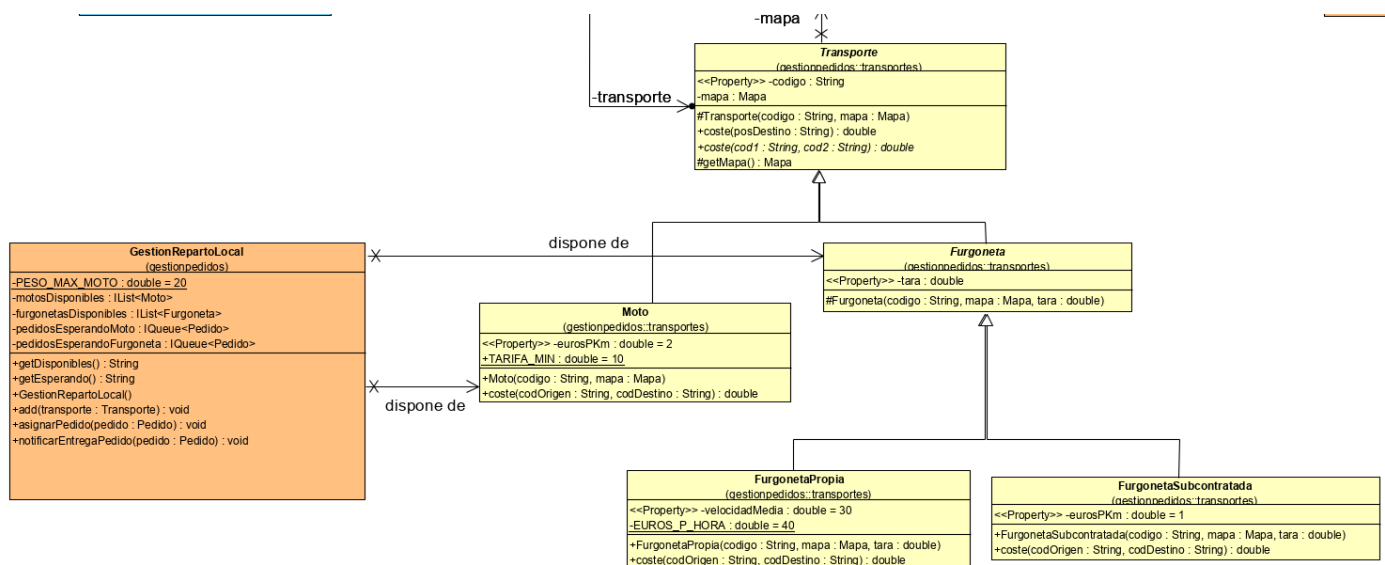 -mapa
Transporte
(gestionpedidos::transportes)
<<Property>> -codigo : String
-mapa : Mapa
#Transporte(codigo : String, mapa : Mapa)
+coste(posDestino : String) : double
+coste(cod1 : String, cod2 : String) : double
#getMapa() : Mapa
-transporte
dispone de
GestionRepartoLocal
(gestionpedidos)
-PESO_MAX_MOTO : double = 20
-motosDisponibles : IList<Moto>
-furgonetasDisponibles : IList<Furgoneta>
-pedidosEsperandoMoto : IQueue<Pedido>
-pedidosEsperandoFurgoneta : IQueue<Pedido>
+getDisponibles() : String
+getEsperando() : String
+GestionRepartoLocal()
+add(transporte : Transporte) : void
+asignarPedido(pedido : Pedido) : void
+notificarEntregaPedido(pedido : Pedido) : void
dispone de
Furgoneta
(gestionpedidos::transportes)
<<Property>> -tara : double
#Furgoneta(codigo : String, mapa : Mapa, tara : double)
Moto
(gestionpedidos::transportes)
<<Property>> -eurosPKm : double = 2
+TARIFA_MIN : double = 10
+Moto(codigo : String, mapa : Mapa)
+coste(codOrigen : String, codDestino : String) : double
FurgonetaPropia
(gestionpedidos::transportes)
<<Property>> -velocidadMedia : double = 30
-EUROS_P_HORA : double = 40
+FurgonetaPropia(codigo : String, mapa : Mapa, tara : double)
+coste(codOrigen : String, codDestino : String) : double
FurgonetaSubcontratada
(gestionpedidos::transportes)
<<Property>> -eurosPKm : double = 1
+FurgonetaSubcontratada(codigo : String, mapa : Mapa, tara : double)
+coste(codOrigen : String, codDestino : String) : double